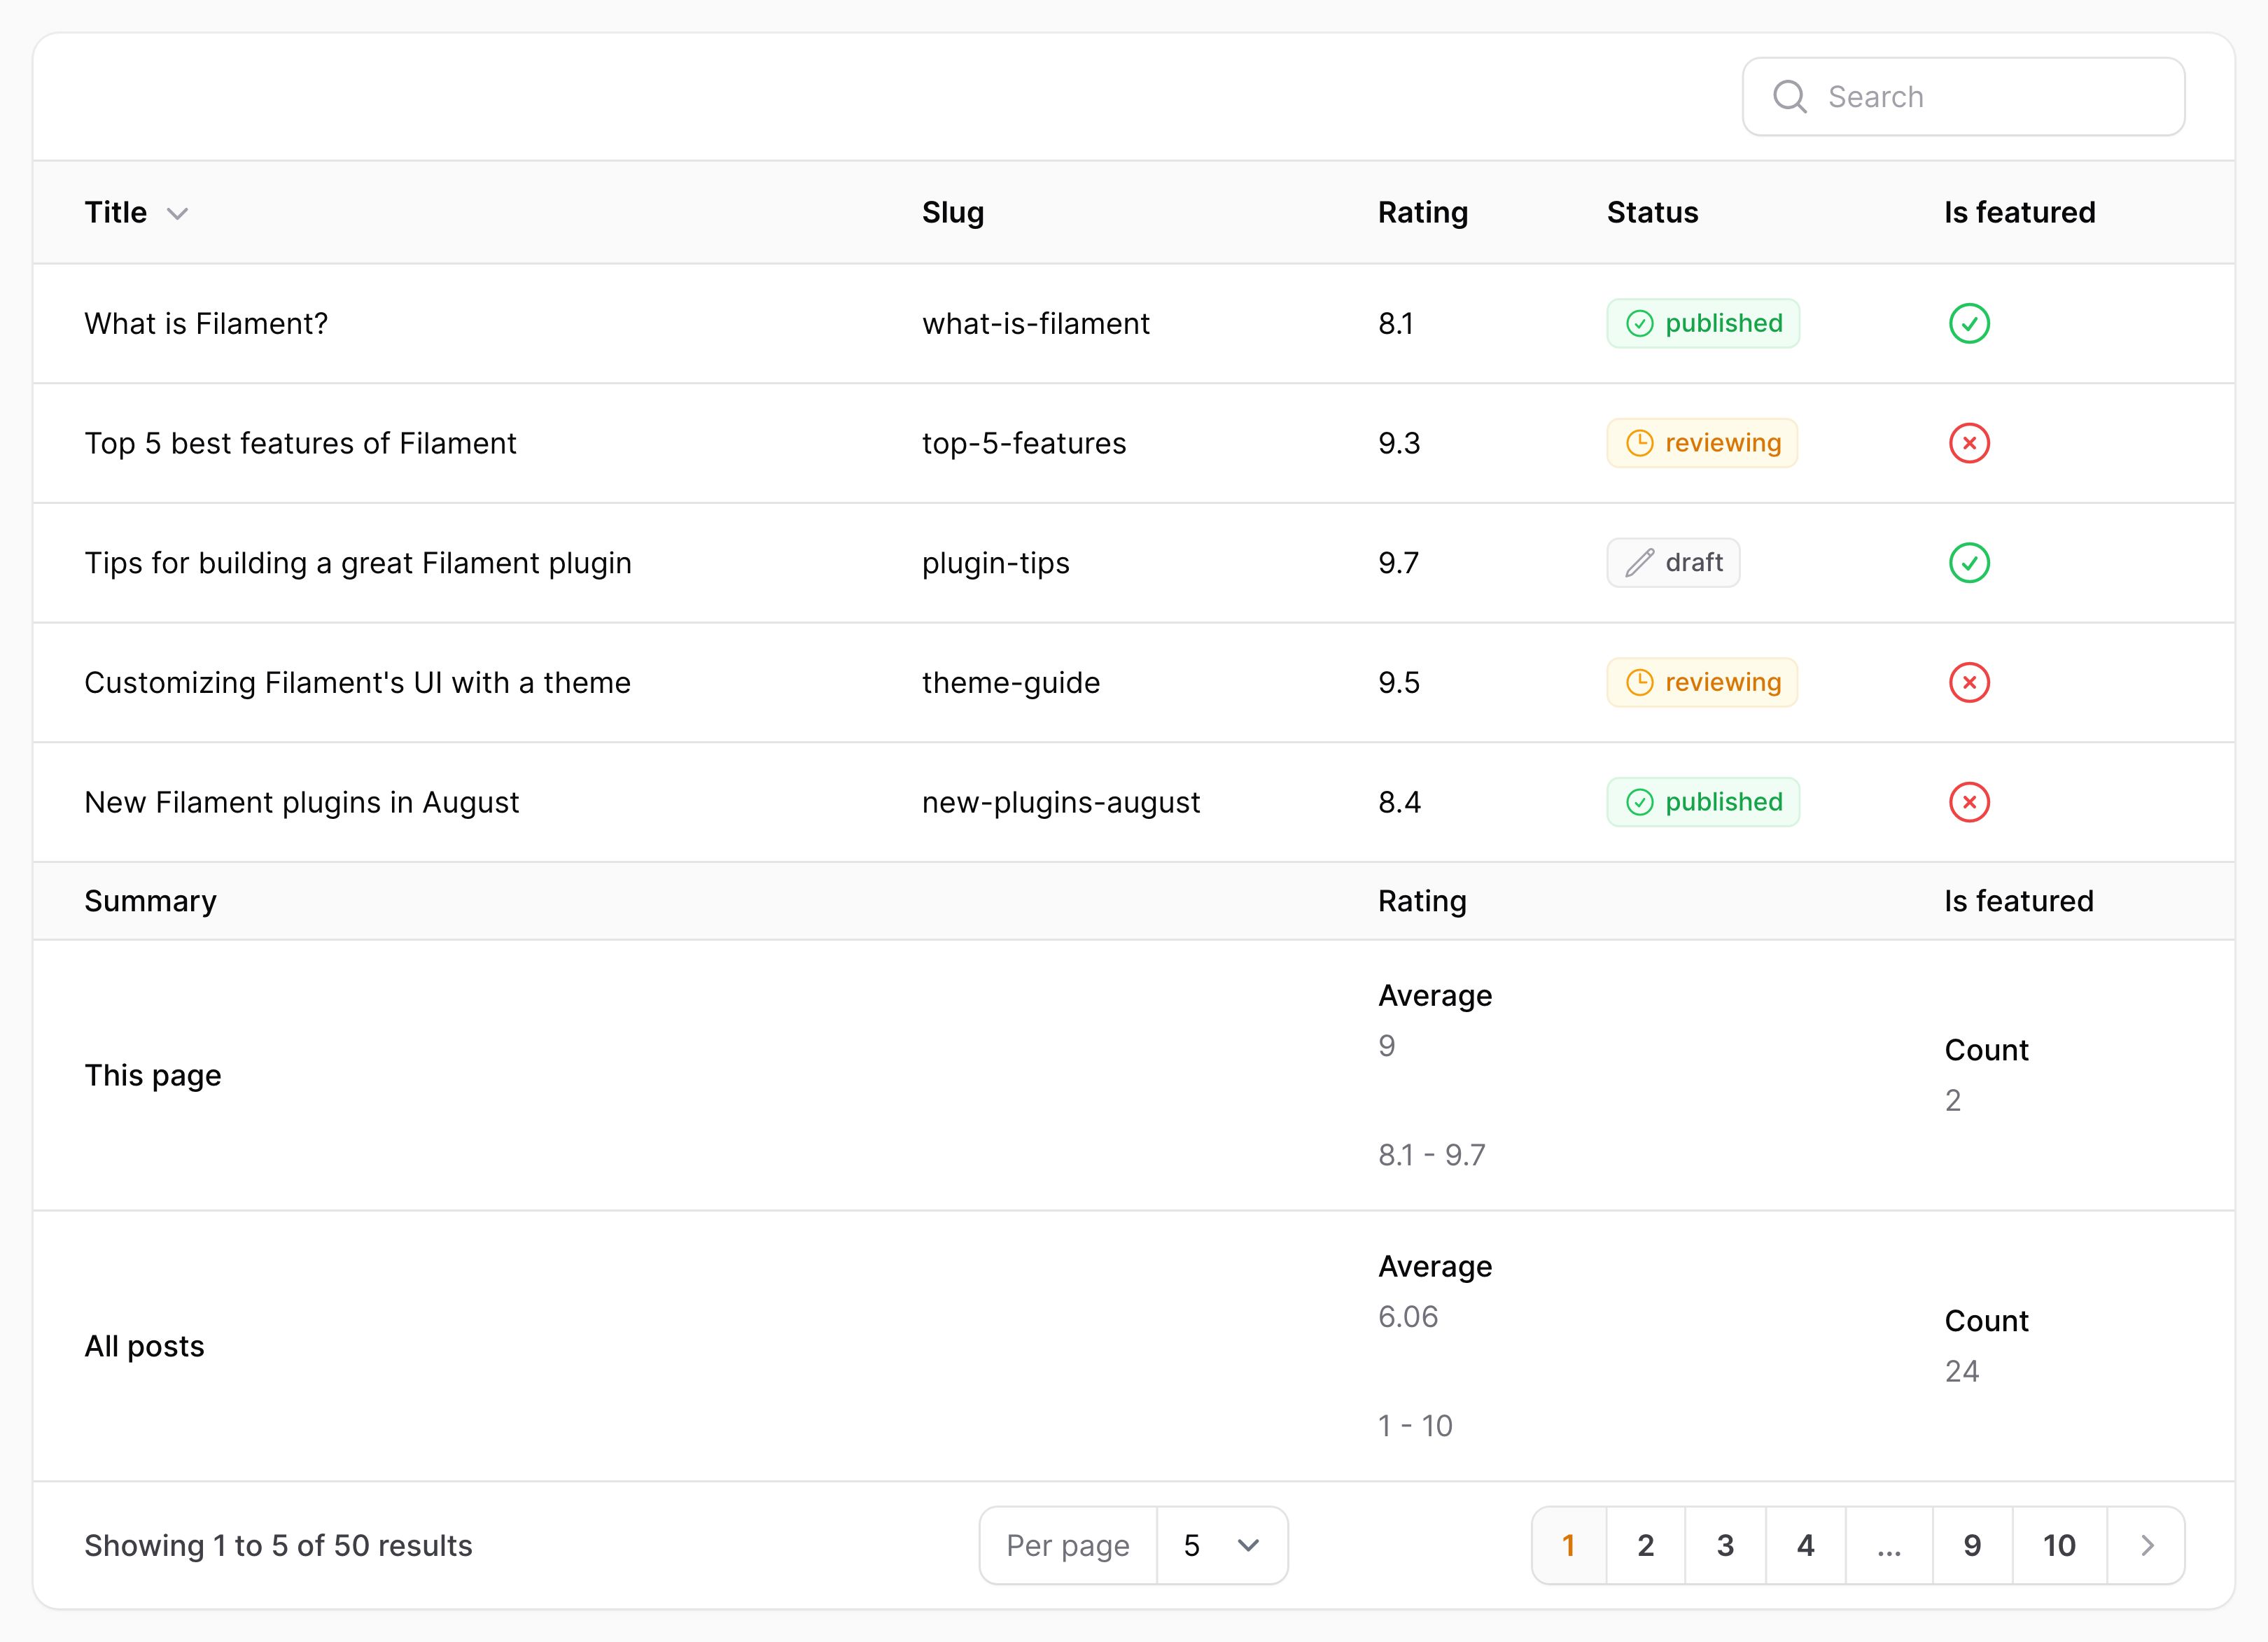 Search
Title Slug Rating Status Is featured
What is Filament? what-is-filament 8.1 published
Top 5 best features of Filament top-5-features 9.3 reviewing
Tips for building a great Filament plugin plugin-tips 9.7 draft
Customizing Filament's UI with a theme theme-guide 9.5 reviewing
New Filament plugins in August new-plugins-august 8.4 published
Summary Rating Is featured
Average
9
Count
This page
2
8.1 - 9.7
Average
6.06
Count
All posts
24
1 - 10
Showing 1 to 5 of 50 results Per page 5 1 2 3 4 ... 9 10